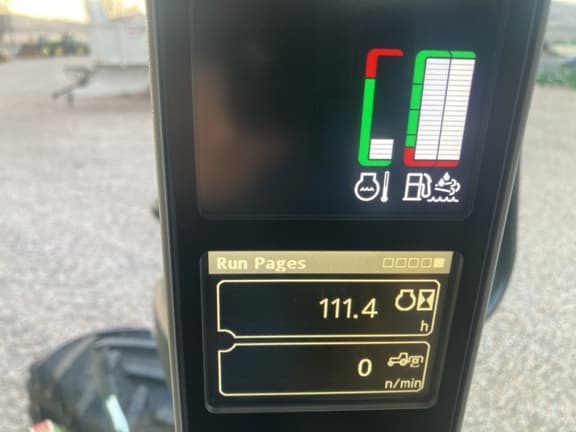 Run Pages
111.4
h
0
n/min